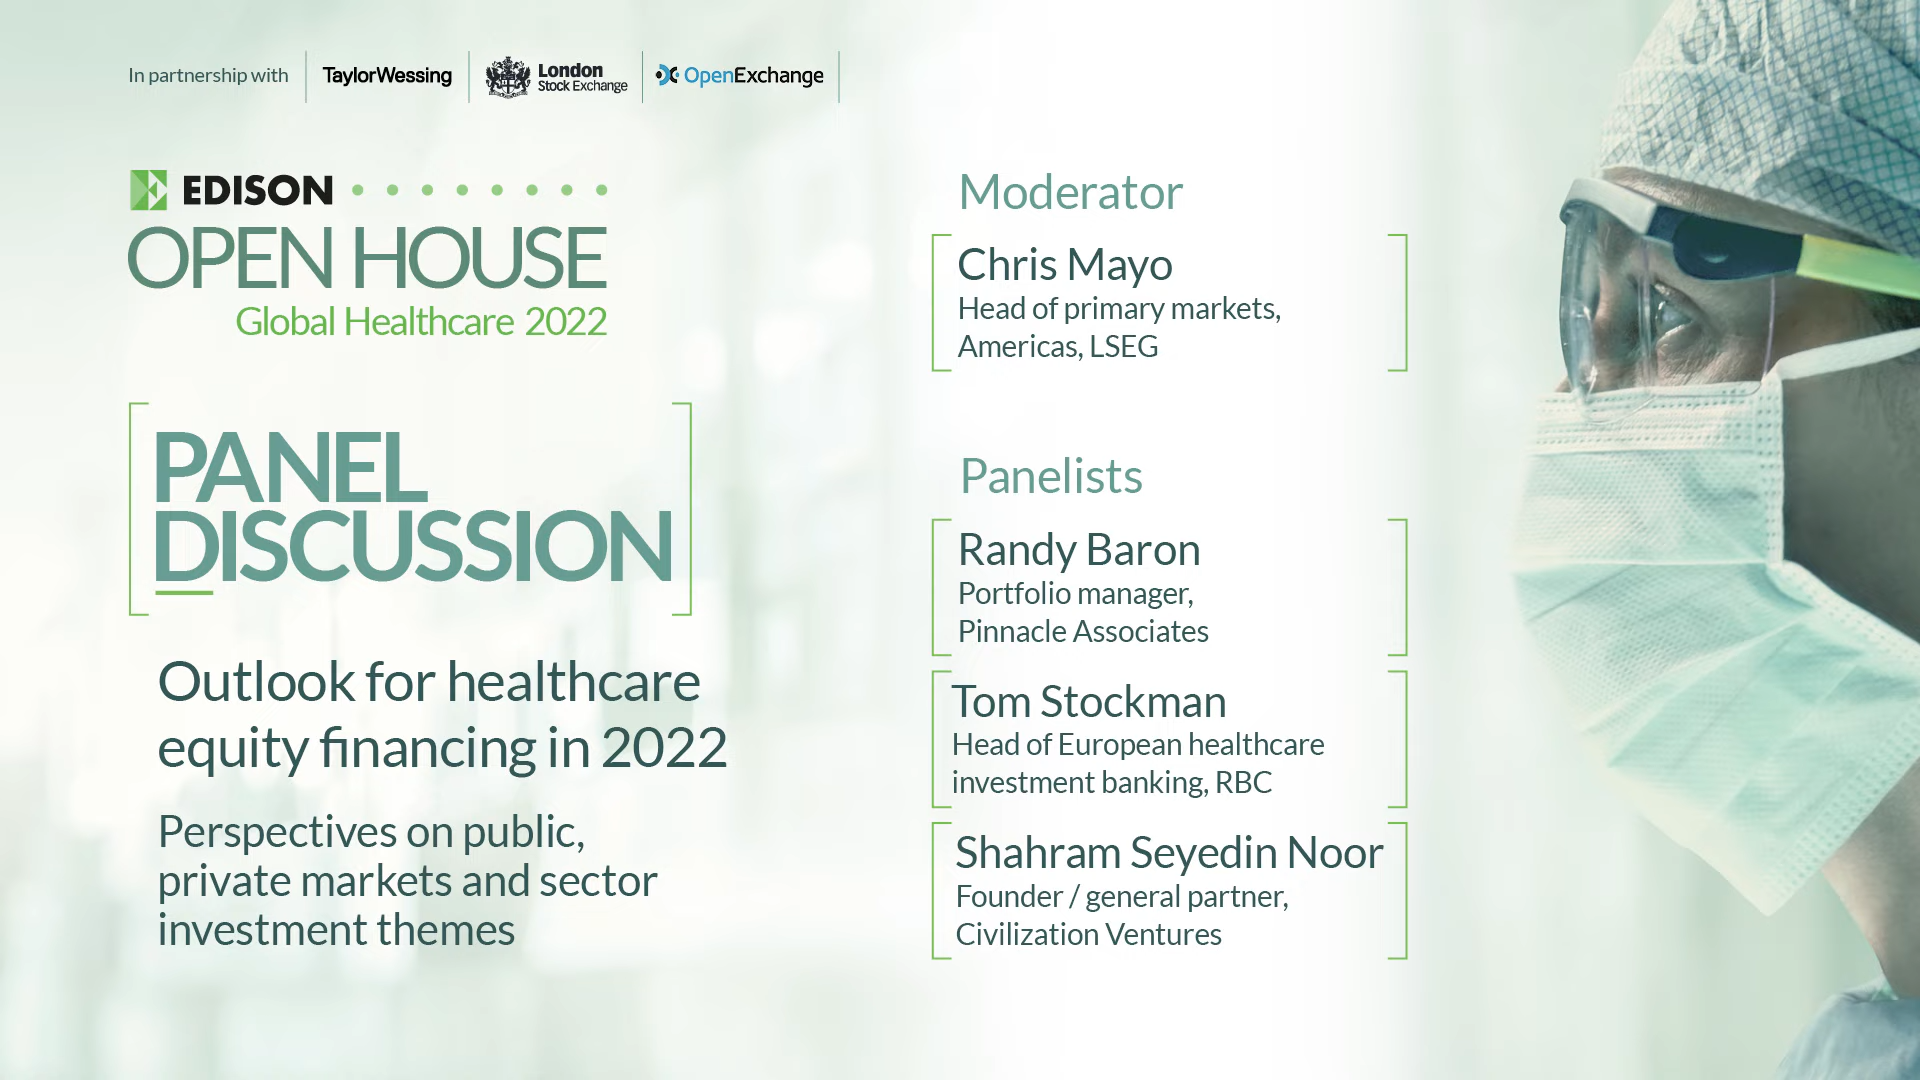 In partnership with
TaylorWessing
London
Stock Exchange
OpenExchange
EDISON
OPEN HOUSE
Global Healthcare 2022
PANEL
DISCUSSION
Outlook for healthcare
equity financing in 2022
Perspectives on public,
private markets and sector
investment themes
Moderator
Chris Mayo
Head of primary markets,
Americas, LSEG
Panelists
Randy Baron
Portfolio manager,
Pinnacle Associates
Tom Stockman
Head of European healthcare
investment banking, RBC
Shahram Seyedin Noor
Founder / general partner,
Civilization Ventures